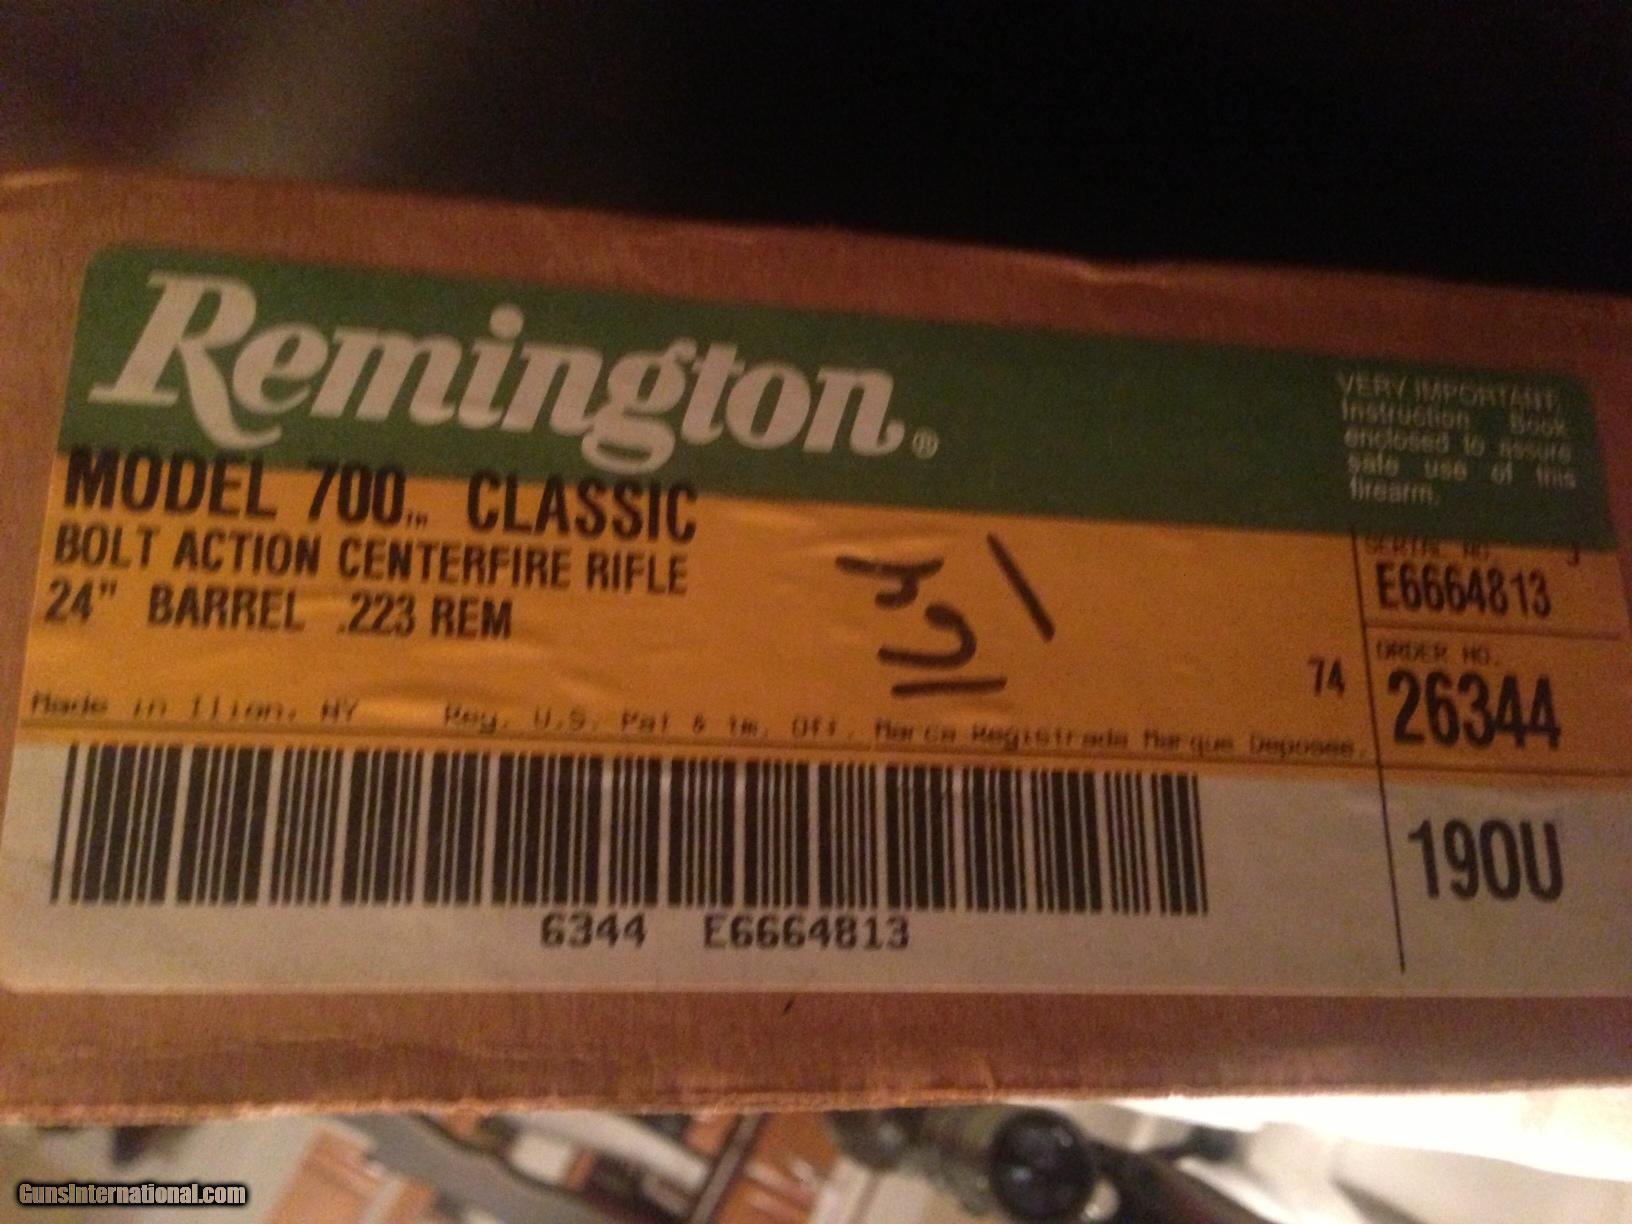 Remington®
VERY IMPORTANT:
Instruction Book
enclosed to assure
safe use of this
firearm.
MODEL 700™ CLASSIC
BOLT ACTION CENTERFIRE RIFLE
24" BARREL .223 REM
SERIAL NO. J
E6664813
74
ORDER NO.
26344
Made in Ilion, NY Reg. U.S. Pat & tm. Off. Marca Registrada Marque Deposee.
190U
6344 E6664813
GunsInternational.com